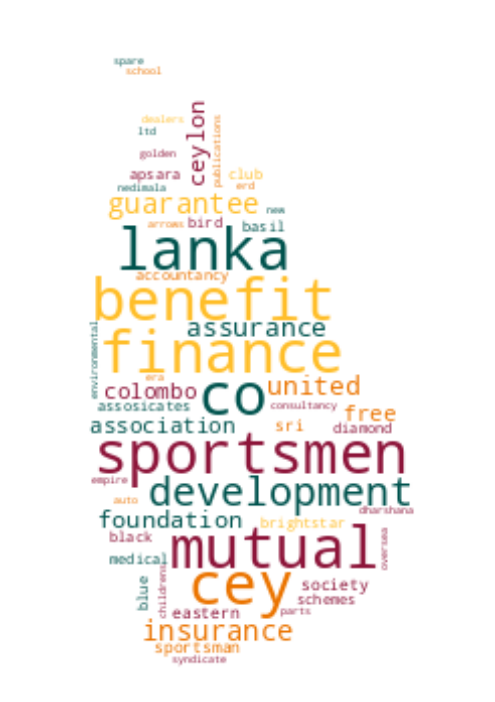 spare
school
ceylon
publications
dealers
ltd
golden
apsara
club
nedimala
erd
guarantee
new
arrows bird
basil
lanka
accountancy
benefit
assurance
environmental
finance
era
co
united
colombo
assosicates
consultancy
free
association
sri
diamond
sportsmen
empire
development
auto
dharshana
foundation
brightstar
black
mutual
oversea
medical
cey
blue
childrens
society
schemes
eastern
parts
insurance
sportsman
syndicate